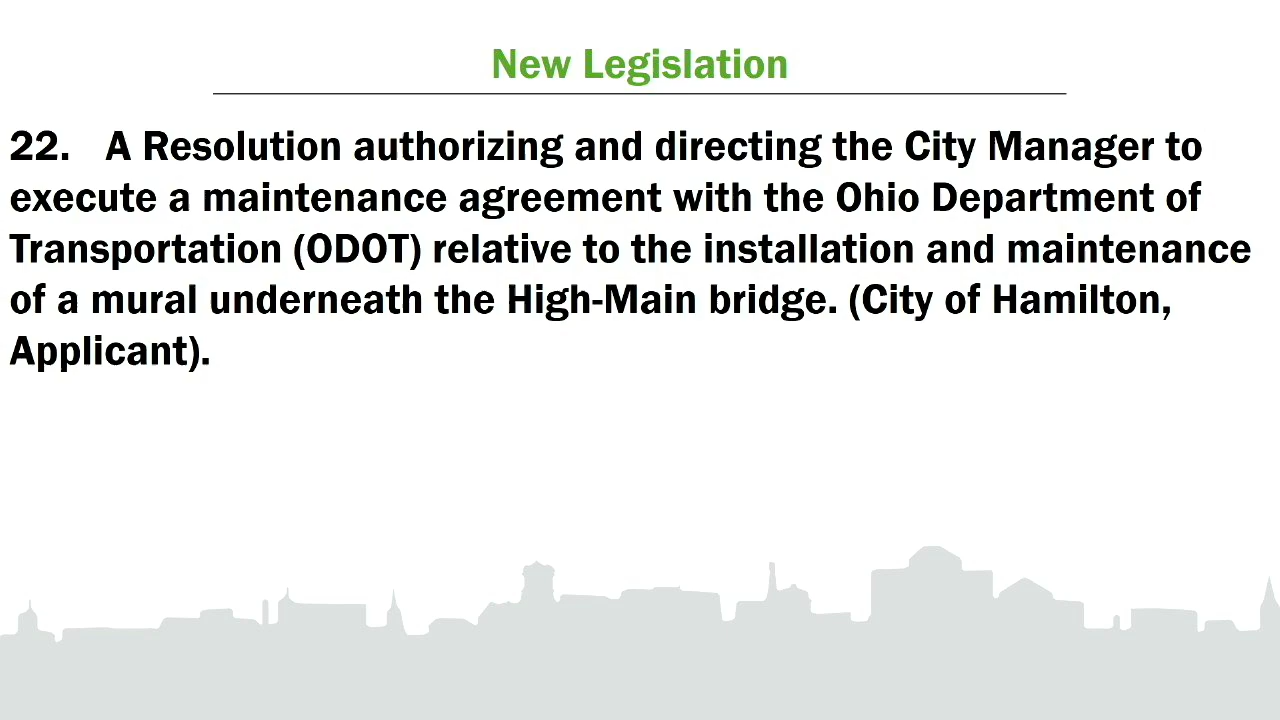 New Legislation
22. A Resolution authorizing and directing the City Manager to
execute a maintenance agreement with the Ohio Department of
Transportation (ODOT) relative to the installation and maintenance
of a mural underneath the High-Main bridge. (City of Hamilton,
Applicant).